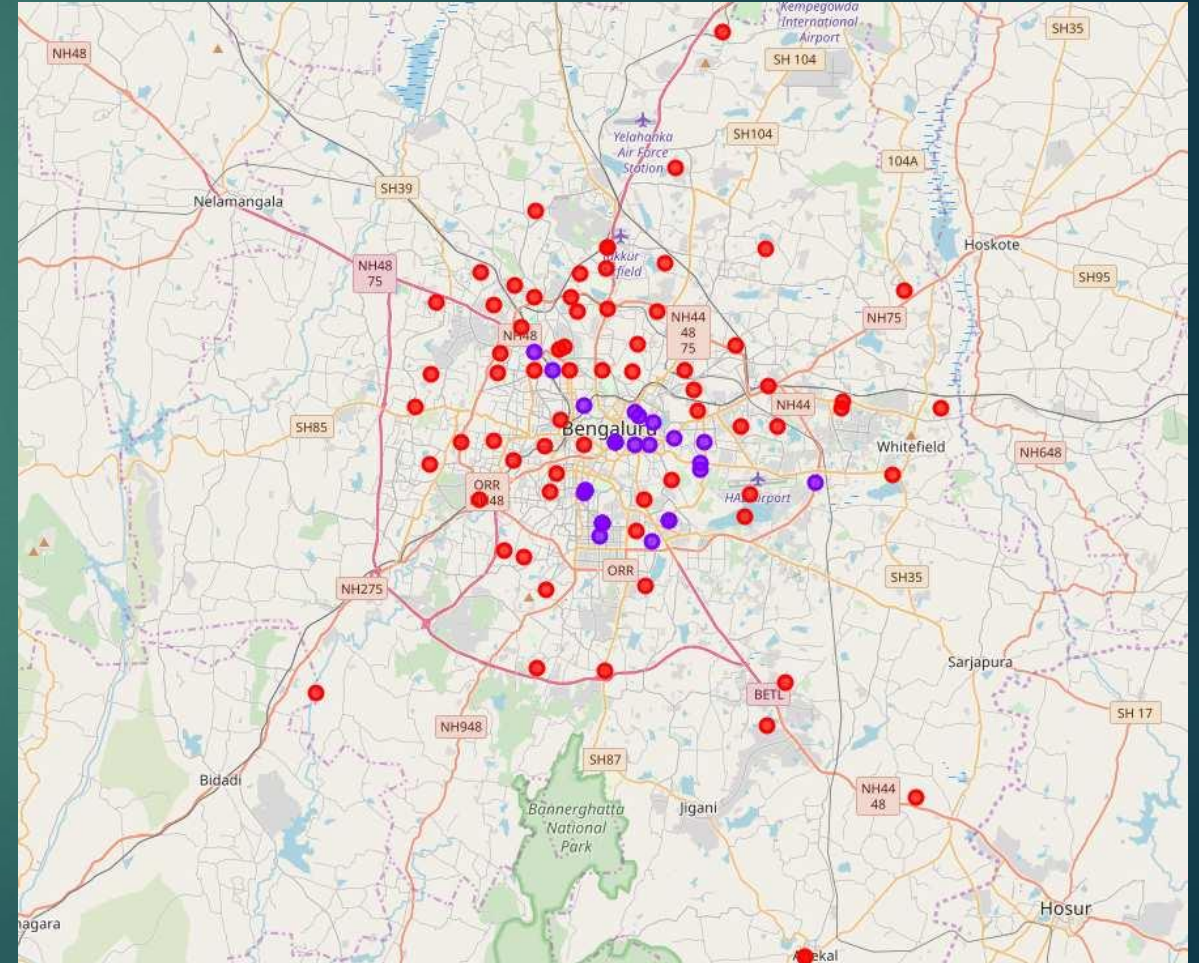 Kempegowda
International
Airport
SH35
NH48
SH 104
SH104
Yelahanka
Air Force
Station
104A
SH39
Nelamangala
Hoskote
NH48
75
SH95
NH75
NH44
48
75
NH48
NH44
SH85
Bengaluru
Whitefield
NH648
ORR
HAL Airport
ORR
SH35
NH275
Sarjapura
BETL
SH 17
NH948
SH87
Bidadi
NH44
48
Jigani
Bannerghatta
National
Park
Hosur
nagara